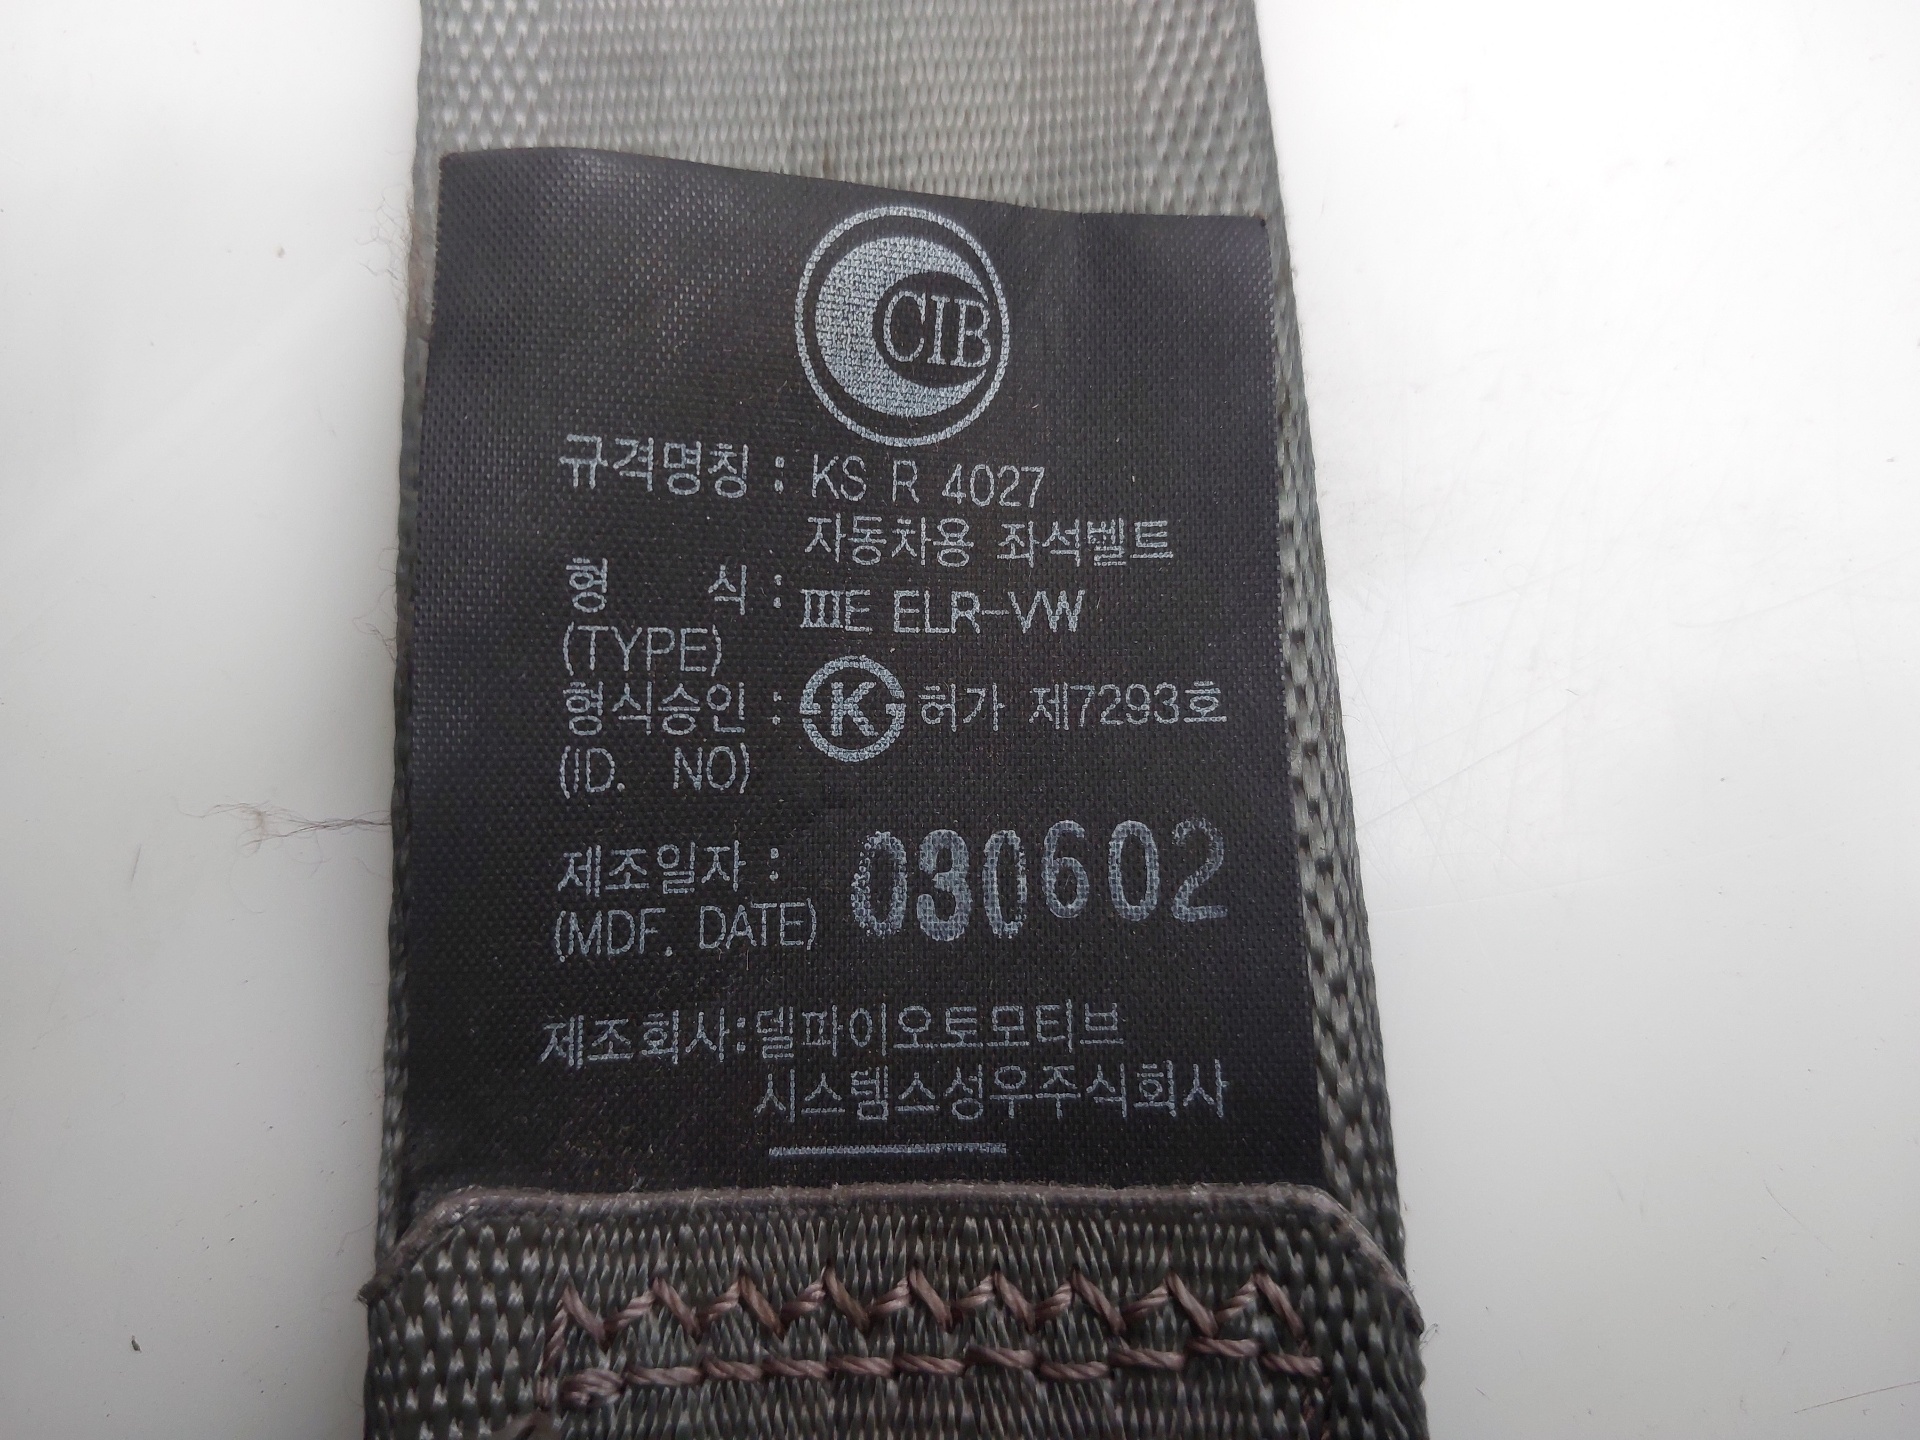 CIB
규격명칭 : KS R 4027
자동차용 좌석벨트
형 식 : ⅢE ELR-VW
(TYPE)
형식승인 : K 허가 제7293호
(ID. NO)
제조일자 : 030602
(MDF. DATE)
제조회사:델파이오토모티브
시스템스성우주식회사